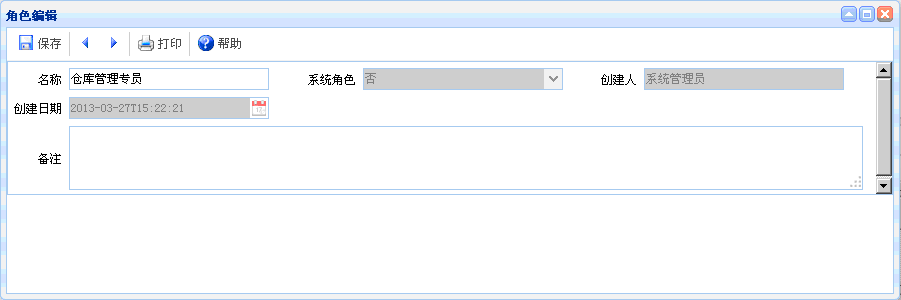 角色编辑
保存 打印 帮助
名称 仓库管理专员 系统角色 否 创建人 系统管理员
创建日期 2013-03-27T15:22:21
备注